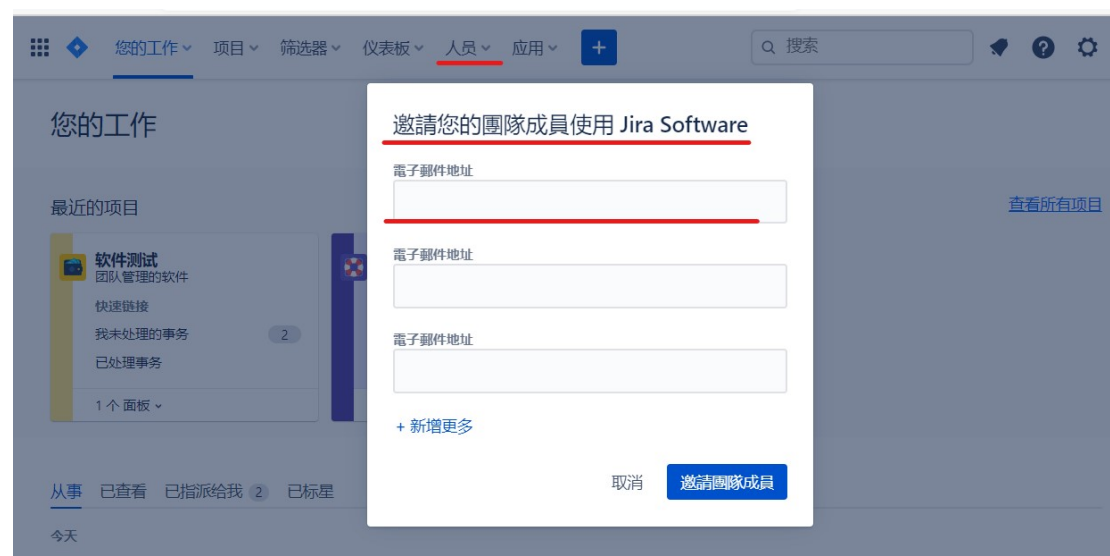 您的工作 项目 筛选器 仪表板 人员 应用 + 搜索
您的工作
最近的项目
查看所有项目
软件测试
团队管理的软件
快速链接
我未处理的事务 2
已处理事务
1 个 面板
邀請您的團隊成員使用 Jira Software
電子郵件地址
電子郵件地址
電子郵件地址
+ 新增更多
取消 邀請團隊成員
从事 已查看 已指派给我 2 已标星
今天